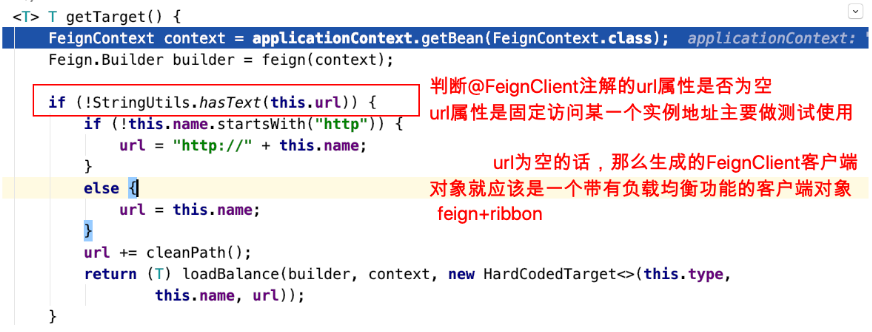 <T> T getTarget() {
FeignContext context = applicationContext.getBean(FeignContext.class); applicationContext:
Feign.Builder builder = feign(context);
if (!StringUtils.hasText(this.url)) {
判断@FeignClient注解的url属性是否为空
url属性是固定访问某一个实例地址主要做测试使用
if (!this.name.startsWith("http")) {
url = "http://" + this.name;
}
url为空的话，那么生成的FeignClient客户端
对象就应该是一个带有负载均衡功能的客户端对象
feign+ribbon
else {
url = this.name;
}
url += cleanPath();
return (T) loadBalance(builder, context, new HardCodedTarget<>(this.type,
this.name, url));
}